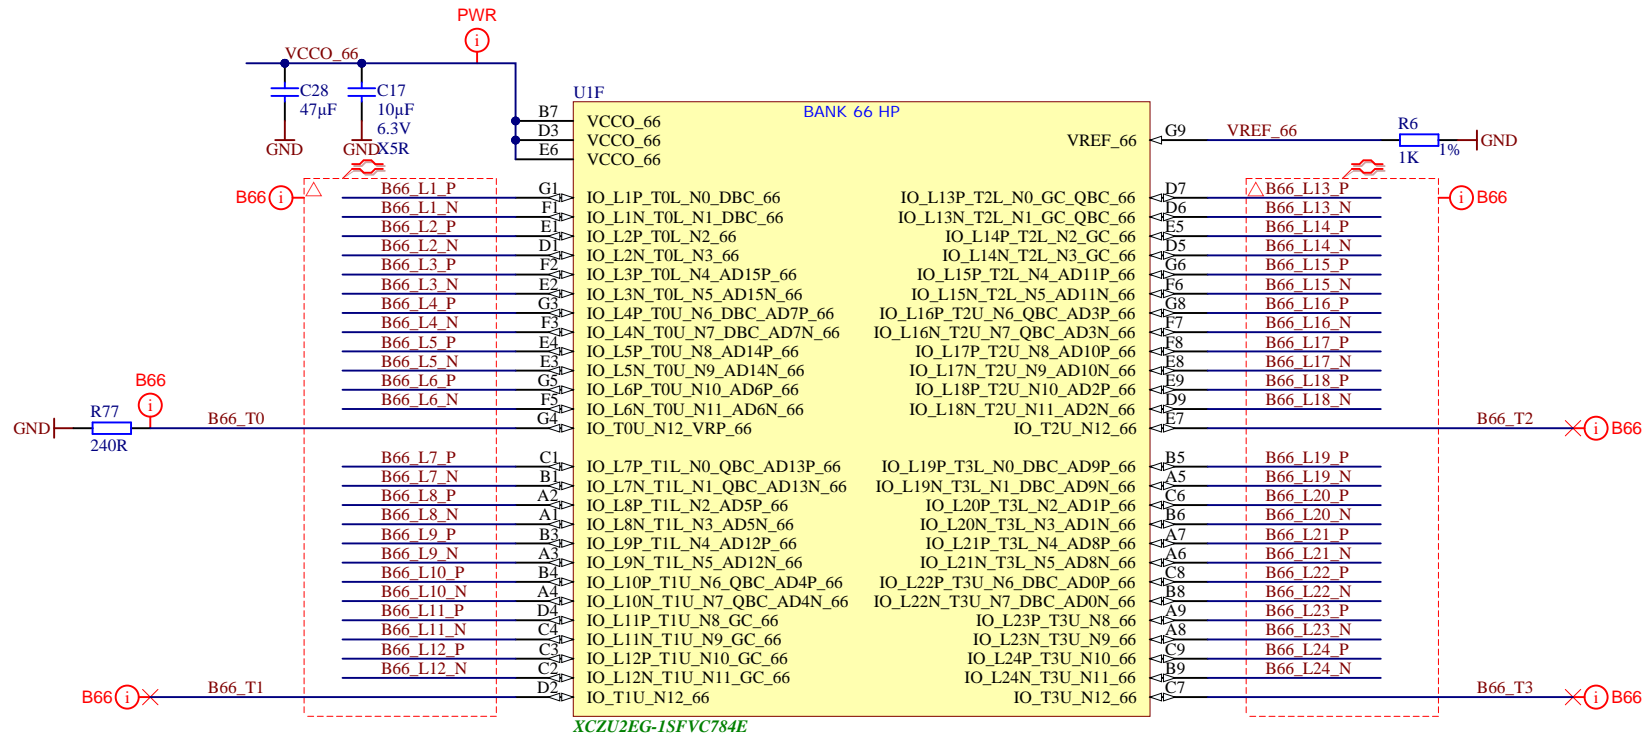 PWR
VCCO_66
C28
47µF
GND
C17
10µF
6.3V
X5R
GND
U1F
BANK 66 HP
B7 VCCO_66
D3 VCCO_66
E6 VCCO_66
VREF_66 G9 VREF_66
R6
1K
1%
GND
B66
B66
B66_L1_P G1 IO_L1P_T0L_N0_DBC_66 IO_L13P_T2L_N0_GC_QBC_66 D7 B66_L13_P
B66_L1_N F1 IO_L1N_T0L_N1_DBC_66 IO_L13N_T2L_N1_GC_QBC_66 D6 B66_L13_N
B66_L2_P E1 IO_L2P_T0L_N2_66 IO_L14P_T2L_N2_GC_66 E5 B66_L14_P
B66_L2_N D1 IO_L2N_T0L_N3_66 IO_L14N_T2L_N3_GC_66 D5 B66_L14_N
B66_L3_P F2 IO_L3P_T0L_N4_AD15P_66 IO_L15P_T2L_N4_AD11P_66 G6 B66_L15_P
B66_L3_N E2 IO_L3N_T0L_N5_AD15N_66 IO_L15N_T2L_N5_AD11N_66 F6 B66_L15_N
B66_L4_P G3 IO_L4P_T0U_N6_DBC_AD7P_66 IO_L16P_T2U_N6_QBC_AD3P_66 G8 B66_L16_P
B66_L4_N F3 IO_L4N_T0U_N7_DBC_AD7N_66 IO_L16N_T2U_N7_QBC_AD3N_66 F7 B66_L16_N
B66_L5_P E4 IO_L5P_T0U_N8_AD14P_66 IO_L17P_T2U_N8_AD10P_66 F8 B66_L17_P
B66_L5_N E3 IO_L5N_T0U_N9_AD14N_66 IO_L17N_T2U_N9_AD10N_66 E8 B66_L17_N
B66_L6_P G5 IO_L6P_T0U_N10_AD6P_66 IO_L18P_T2U_N10_AD2P_66 E9 B66_L18_P
B66_L6_N F5 IO_L6N_T0U_N11_AD6N_66 IO_L18N_T2U_N11_AD2N_66 D9 B66_L18_N
B66
GND R77 240R B66_T0 G4 IO_T0U_N12_VRP_66 IO_T2U_N12_66 E7 B66_T2 B66
B66_L7_P C1 IO_L7P_T1L_N0_QBC_AD13P_66 IO_L19P_T3L_N0_DBC_AD9P_66 B5 B66_L19_P
B66_L7_N B1 IO_L7N_T1L_N1_QBC_AD13N_66 IO_L19N_T3L_N1_DBC_AD9N_66 A5 B66_L19_N
B66_L8_P A2 IO_L8P_T1L_N2_AD5P_66 IO_L20P_T3L_N2_AD1P_66 C6 B66_L20_P
B66_L8_N A1 IO_L8N_T1L_N3_AD5N_66 IO_L20N_T3L_N3_AD1N_66 B6 B66_L20_N
B66_L9_P B3 IO_L9P_T1L_N4_AD12P_66 IO_L21P_T3L_N4_AD8P_66 A7 B66_L21_P
B66_L9_N A3 IO_L9N_T1L_N5_AD12N_66 IO_L21N_T3L_N5_AD8N_66 A6 B66_L21_N
B66_L10_P B4 IO_L10P_T1U_N6_QBC_AD4P_66 IO_L22P_T3U_N6_DBC_AD0P_66 C8 B66_L22_P
B66_L10_N A4 IO_L10N_T1U_N7_QBC_AD4N_66 IO_L22N_T3U_N7_DBC_AD0N_66 B8 B66_L22_N
B66_L11_P D4 IO_L11P_T1U_N8_GC_66 IO_L23P_T3U_N8_66 A9 B66_L23_P
B66_L11_N C4 IO_L11N_T1U_N9_GC_66 IO_L23N_T3U_N9_66 A8 B66_L23_N
B66_L12_P C3 IO_L12P_T1U_N10_GC_66 IO_L24P_T3U_N10_66 C9 B66_L24_P
B66_L12_N C2 IO_L12N_T1U_N11_GC_66 IO_L24N_T3U_N11_66 B9 B66_L24_N
B66 B66_T1 D2 IO_T1U_N12_66 IO_T3U_N12_66 C7 B66_T3 B66
XCZU2EG-1SFVC784E